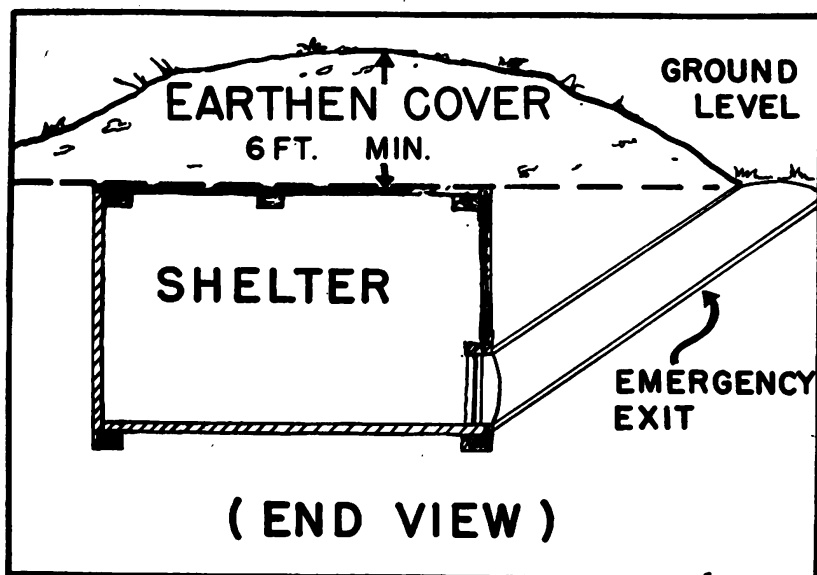 EARTHEN COVER
6 FT. MIN.
GROUND
LEVEL
SHELTER
EMERGENCY
EXIT
(END VIEW)